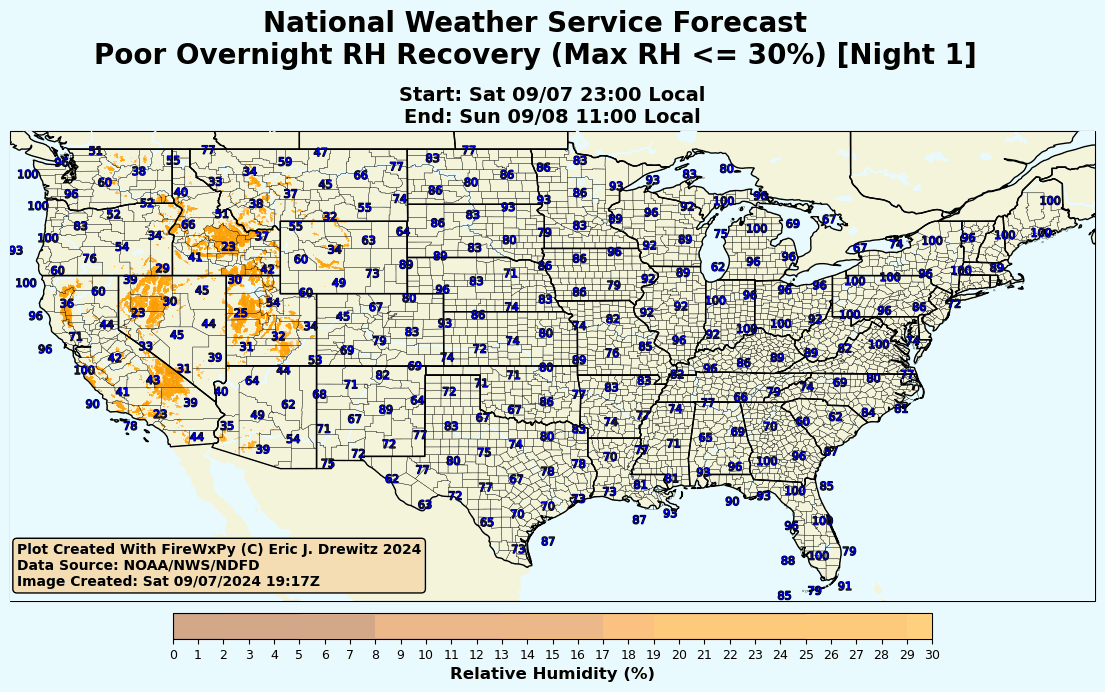 National Weather Service Forecast
Poor Overnight RH Recovery (Max RH <= 30%) [Night 1]
Start: Sat 09/07 23:00 Local
End: Sun 09/08 11:00 Local
51 77 59 47 77 83 77 86 83
100 60 38 55 33 34 45 66 77 86 80 86 86 93 93 83 80
96 52 40 38 37 55 74 83 93 93 96 92 100
100 83 52 66 51 55 32 63 64 86 80 79 83 89 89 75 100 69 67
93 100 76 54 34 41 23 37 60 34 89 89 83 86 86 96 92 62 96 96 67 74 100 96 100 100 100
100 60 39 29 30 42 49 73 96 83 71 86 79 92 89 96 96 100 100 96 100 89
96 36 60 23 30 45 54 60 67 80 86 74 83 82 92 92 100 100 92 100 96 86 72
96 71 44 33 45 44 25 32 34 45 79 83 93 72 74 80 74 76 85 96 92 100 89 89 62 100 74
100 42 43 31 39 31 44 53 69 82 69 74 71 80 89 83 83 82 96 86 79 74 69 80 77
90 41 23 39 40 64 62 68 71 89 64 72 71 67 86 77 74 77 74 77 66 70 60 62 84 81
78 44 35 49 54 39 71 67 72 77 83 67 75 74 80 83 70 77 71 65 69 100 96 87
75 72 62 77 80 77 67 78 78 73 81 81 93 96 93 100 85
63 72 65 70 70 73 87 93 90 96 100
73 87 88 100 79
85 79 91
Plot Created With FireWxPy (C) Eric J. Drewitz 2024
Data Source: NOAA/NWS/NDFD
Image Created: Sat 09/07/2024 19:17Z
0 1 2 3 4 5 6 7 8 9 10 11 12 13 14 15 16 17 18 19 20 21 22 23 24 25 26 27 28 29 30
Relative Humidity (%)